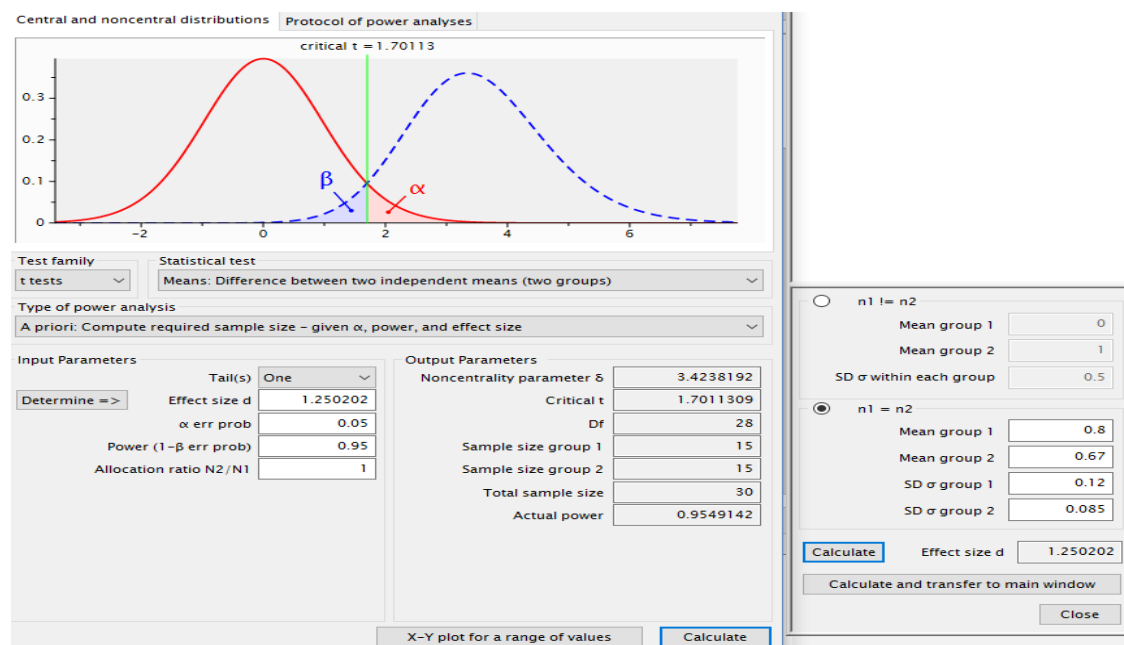 Central and noncentral distributions Protocol of power analyses
critical t = 1.70113
0.3
0.2
0.1
0
β
α
-2 0 2 4 6
Test family Statistical test
t tests Means: Difference between two independent means (two groups)
Type of power analysis
A priori: Compute required sample size - given α, power, and effect size
Input Parameters
Tail(s) One
Determine => Effect size d 1.250202
α err prob 0.05
Power (1-β err prob) 0.95
Allocation ratio N2/N1 1
Output Parameters
Noncentrality parameter δ 3.4238192
Critical t 1.7011309
Df 28
Sample size group 1 15
Sample size group 2 15
Total sample size 30
Actual power 0.9549142
X-Y plot for a range of values Calculate
n1 != n2
Mean group 1 0
Mean group 2 1
SD σ within each group 0.5
n1 = n2
Mean group 1 0.8
Mean group 2 0.67
SD σ group 1 0.12
SD σ group 2 0.085
Calculate Effect size d 1.250202
Calculate and transfer to main window
Close